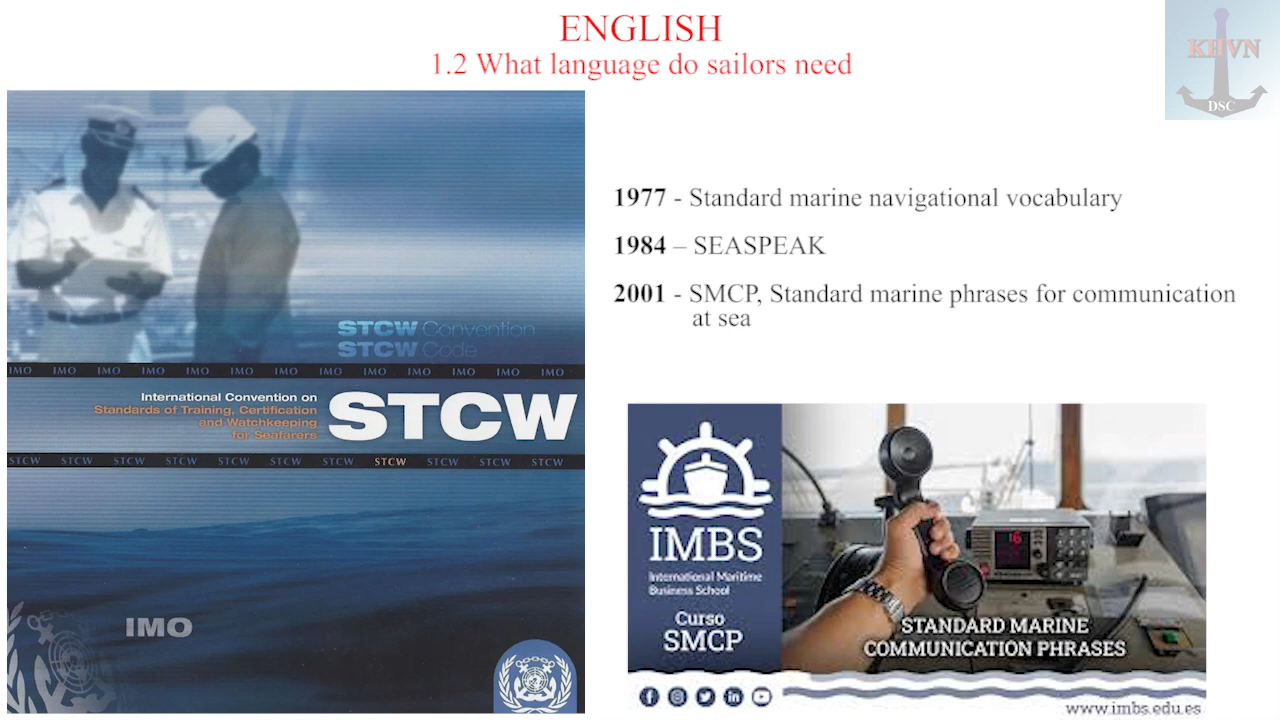 ENGLISH
1.2 What language do sailors need
KHVN
DSC
1977 - Standard marine navigational vocabulary
1984 – SEASPEAK
2001 - SMCP, Standard marine phrases for communication
at sea
STCW Convention
STCW Code
IMO IMO IMO IMO IMO IMO IMO IMO IMO IMO IMO
International Convention on
Standards of Training, Certification
and Watchkeeping
for Seafarers
STCW
STCW STCW STCW STCW STCW STCW STCW STCW STCW STCW STCW
IMO
IMBS
International Maritime
Business School
Curso
SMCP
16
STANDARD MARINE
COMMUNICATION PHRASES
www.imbs.edu.es